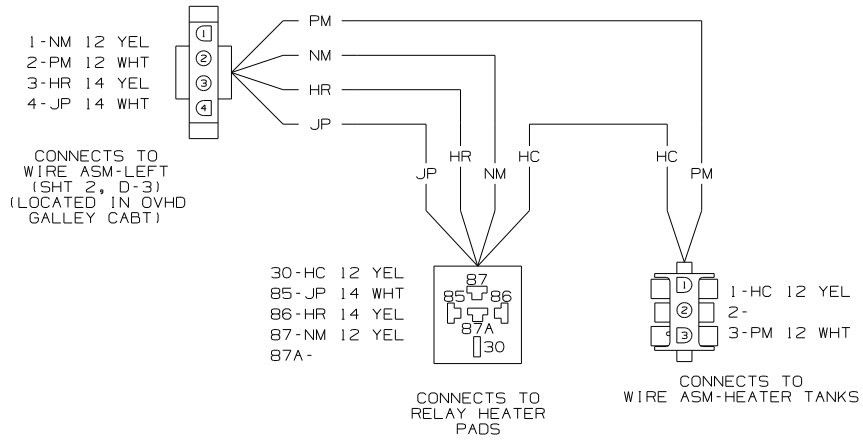 1-NM 12 YEL
2-PM 12 WHT
3-HR 14 YEL
4-JP 14 WHT
1
2
3
4
CONNECTS TO
WIRE ASM-LEFT
(SHT 2, D-3)
(LOCATED IN OVHD
GALLEY CABT)
PM
NM
HR
JP
JP
HR
NM
HC
HC
PM
30-HC 12 YEL
85-JP 14 WHT
86-HR 14 YEL
87-NM 12 YEL
87A-
87
85 86
87A
30
CONNECTS TO
RELAY HEATER
PADS
1
2
3
1-HC 12 YEL
2-
3-PM 12 WHT
CONNECTS TO
WIRE ASM-HEATER TANKS